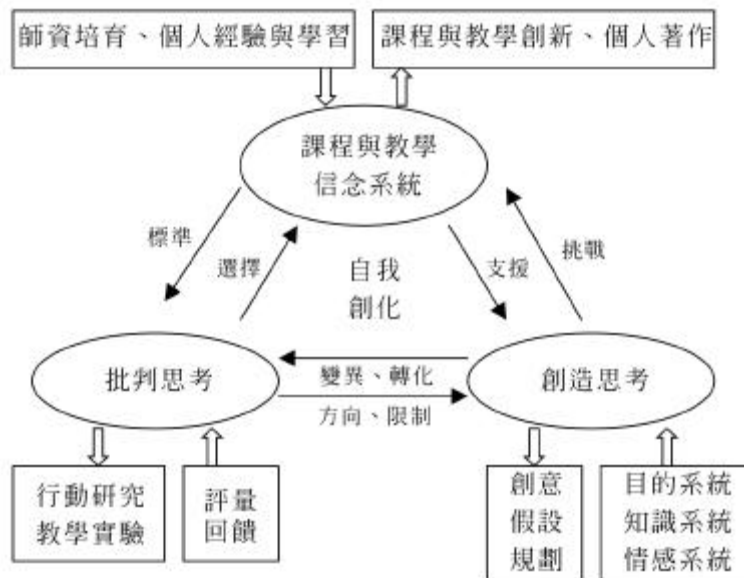 師資培育、個人經驗與學習
課程與教學創新、個人著作
課程與教學
信念系統
標準
選擇
自我
創化
支援
挑戰
批判思考
變異、轉化
方向、限制
創造思考
行動研究
教學實驗
評量
回饋
創意
假設
規劃
目的系統
知識系統
情感系統